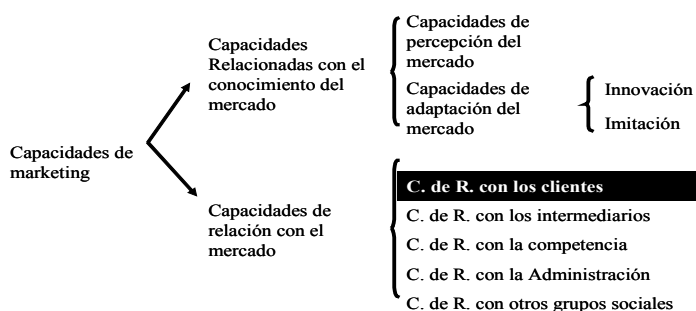 Capacidades de
marketing
Capacidades
Relacionadas con el
conocimiento del
mercado
Capacidades de
percepción del
mercado
Capacidades de
adaptación del
mercado
Innovación
Imitación
Capacidades de
relación con el
mercado
C. de R. con los clientes
C. de R. con los intermediarios
C. de R. con la competencia
C. de R. con la Administración
C. de R. con otros grupos sociales